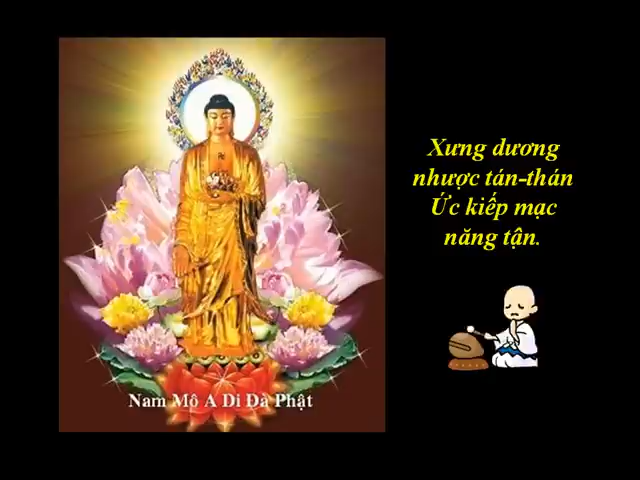 Xưng dương
nhược tán-thán
Ức kiếp mạc
năng tận.
Nam Mô A Di Đà Phật